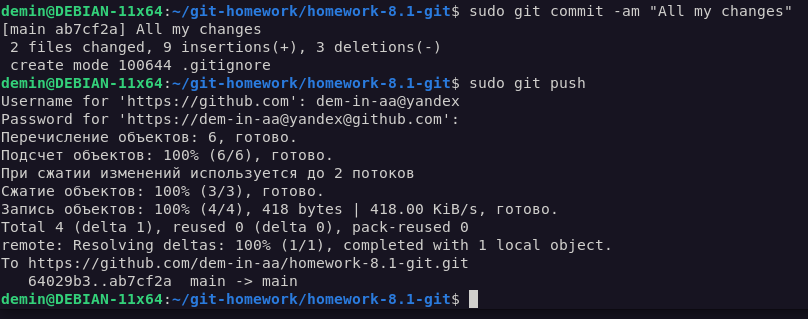 demin@DEBIAN-11x64:~/git-homework/homework-8.1-git$ sudo git commit -am "All my changes"
[main ab7cf2a] All my changes
 2 files changed, 9 insertions(+), 3 deletions(-)
 create mode 100644 .gitignore
demin@DEBIAN-11x64:~/git-homework/homework-8.1-git$ sudo git push
Username for 'https://github.com': dem-in-aa@yandex
Password for 'https://dem-in-aa@yandex@github.com':
Перечисление объектов: 6, готово.
Подсчет объектов: 100% (6/6), готово.
При сжатии изменений используется до 2 потоков
Сжатие объектов: 100% (3/3), готово.
Запись объектов: 100% (4/4), 418 bytes | 418.00 KiB/s, готово.
Total 4 (delta 1), reused 0 (delta 0), pack-reused 0
remote: Resolving deltas: 100% (1/1), completed with 1 local object.
To https://github.com/dem-in-aa/homework-8.1-git.git
   64029b3..ab7cf2a  main -> main
demin@DEBIAN-11x64:~/git-homework/homework-8.1-git$